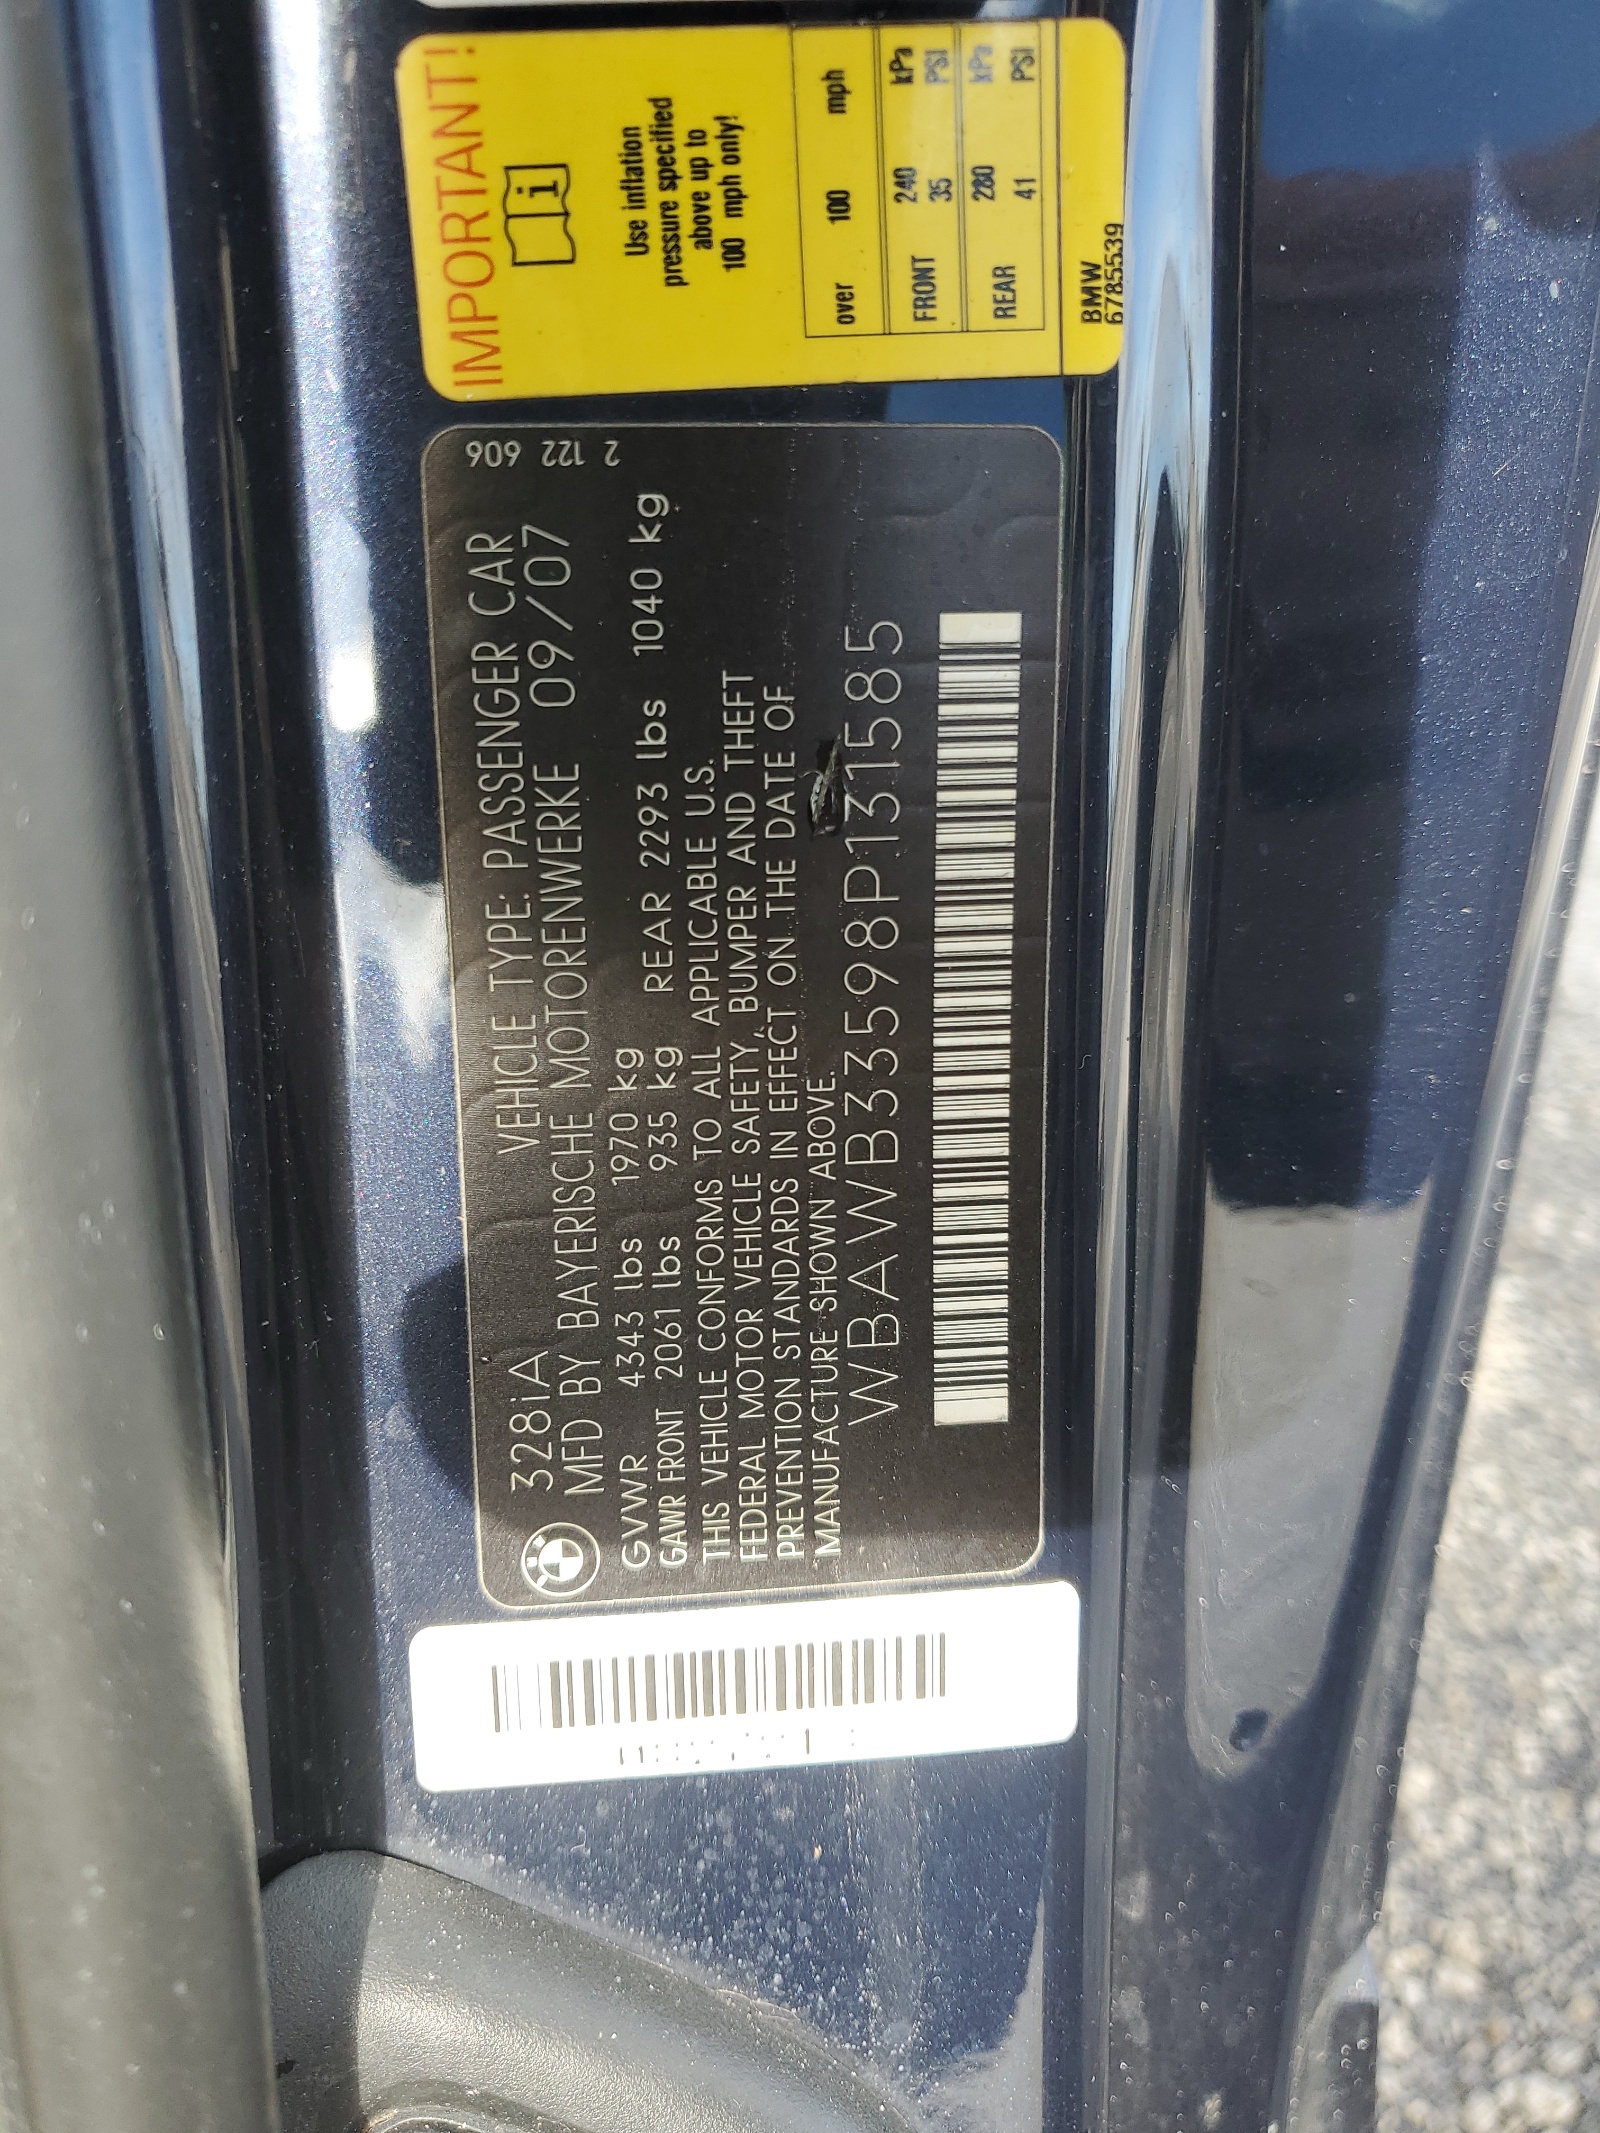 IMPORTANT!
i
Use inflation
pressure specified
above up to
100 mph only!
over 100 mph
FRONT 240 kPa
35 PSI
REAR 280 kPa
41 PSI
BMW
6785539
2 122 606
328iA VEHICLE TYPE: PASSENGER CAR
MFD BY BAYERISCHE MOTORENWERKE 09/07
GVWR 4343 lbs 1970 kg
GAWR FRONT 2061 lbs 935 kg REAR 2293 lbs 1040 kg
THIS VEHICLE CONFORMS TO ALL APPLICABLE U.S.
FEDERAL MOTOR VEHICLE SAFETY, BUMPER AND THEFT
PREVENTION STANDARDS IN EFFECT ON THE DATE OF
MANUFACTURE SHOWN ABOVE.
WBAWB33598P131585